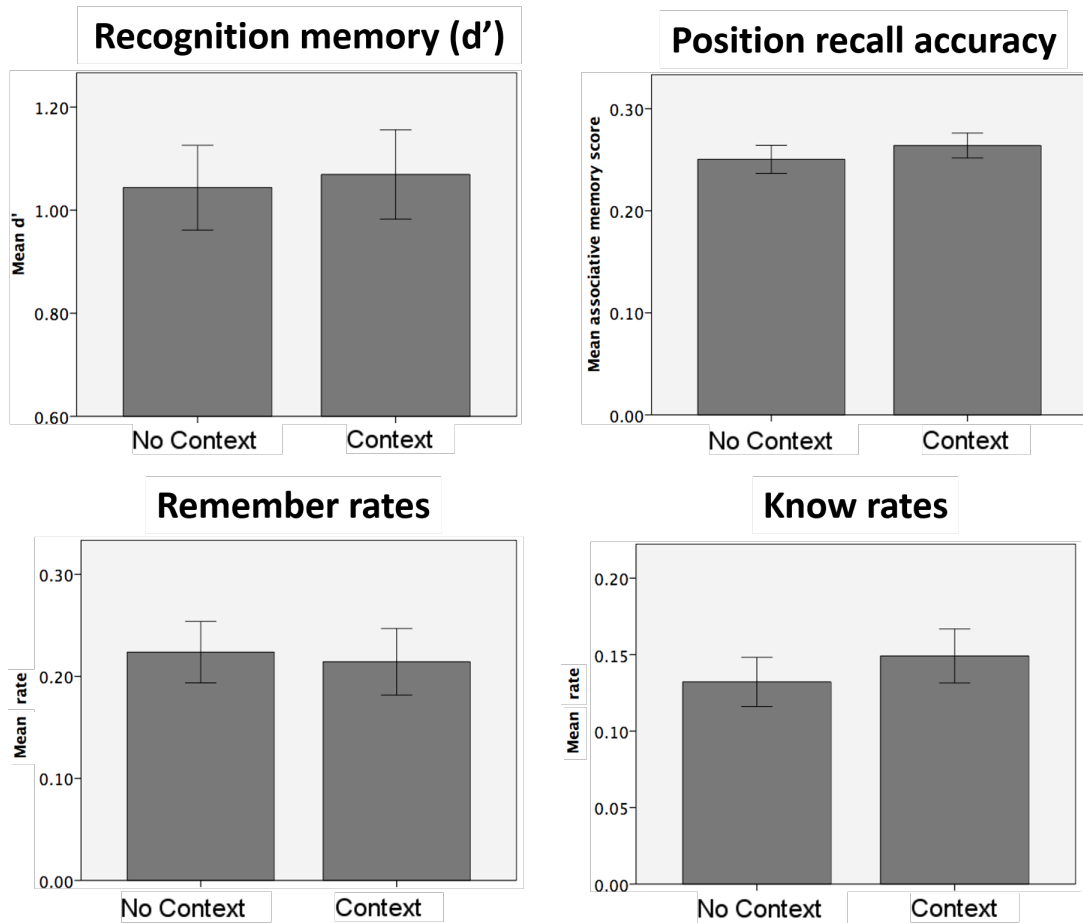 Recognition memory (d’)
Mean d'
1.20
1.00
0.80
0.60
No Context
Context
Position recall accuracy
Mean associative memory score
0.30
0.20
0.10
0.00
No Context
Context
Remember rates
Mean rate
0.30
0.20
0.10
0.00
No Context
Context
Know rates
Mean rate
0.20
0.15
0.10
0.05
0.00
No Context
Context